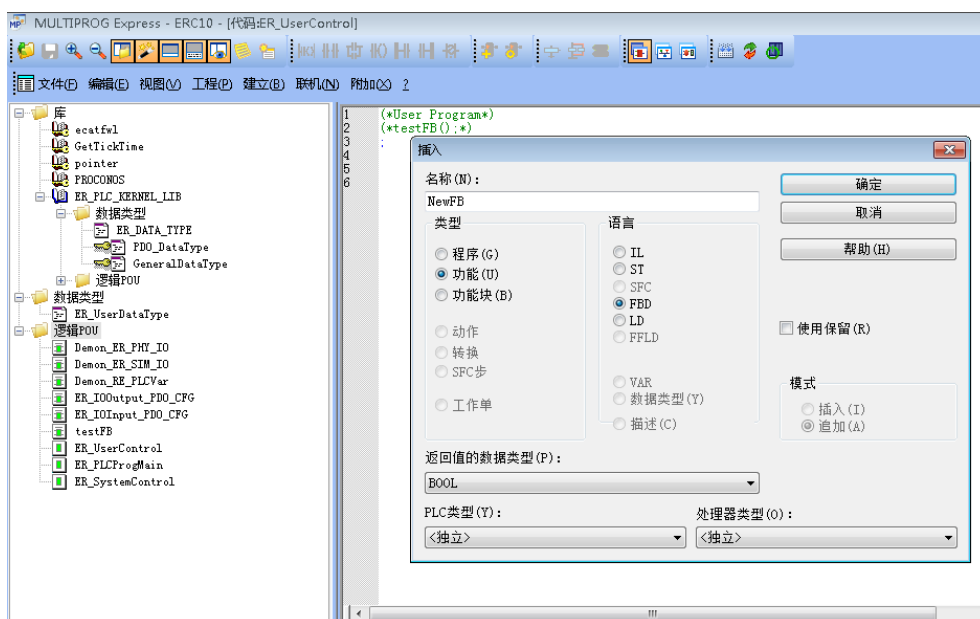 MULTIPROG Express - ERC10 - [代码:ER_UserControl]
文件(F) 编辑(E) 视图(V) 工程(P) 建立(B) 联机(N) 附加(X) ?
库
ecatfwl
GetTickTime
pointer
PROCONOS
ER_PLC_KERNEL_LIB
数据类型
ER_DATA_TYPE
PDO_DataType
GeneralDataType
逻辑POU
数据类型
ER_UserDataType
逻辑POU
Demon_ER_PHY_IO
Demon_ER_SIM_IO
Demon_RE_PLCVar
ER_IOOutput_PDO_CFG
ER_IOInput_PDO_CFG
testFB
ER_UserControl
ER_PLCProgMain
ER_SystemControl
1 (*User Program*)
2 (*testFB();*)
3 ;
4
5
6
插入
名称(N):
NewFB
类型
程序(G)
功能(U)
功能块(B)
动作
转换
SFC步
工作单
语言
IL
ST
SFC
FBD
LD
FFLD
VAR
数据类型(Y)
描述(C)
确定
取消
帮助(H)
使用保留(R)
模式
插入(I)
追加(A)
返回值的数据类型(P):
BOOL
PLC类型(Y):
<独立>
处理器类型(O):
<独立>